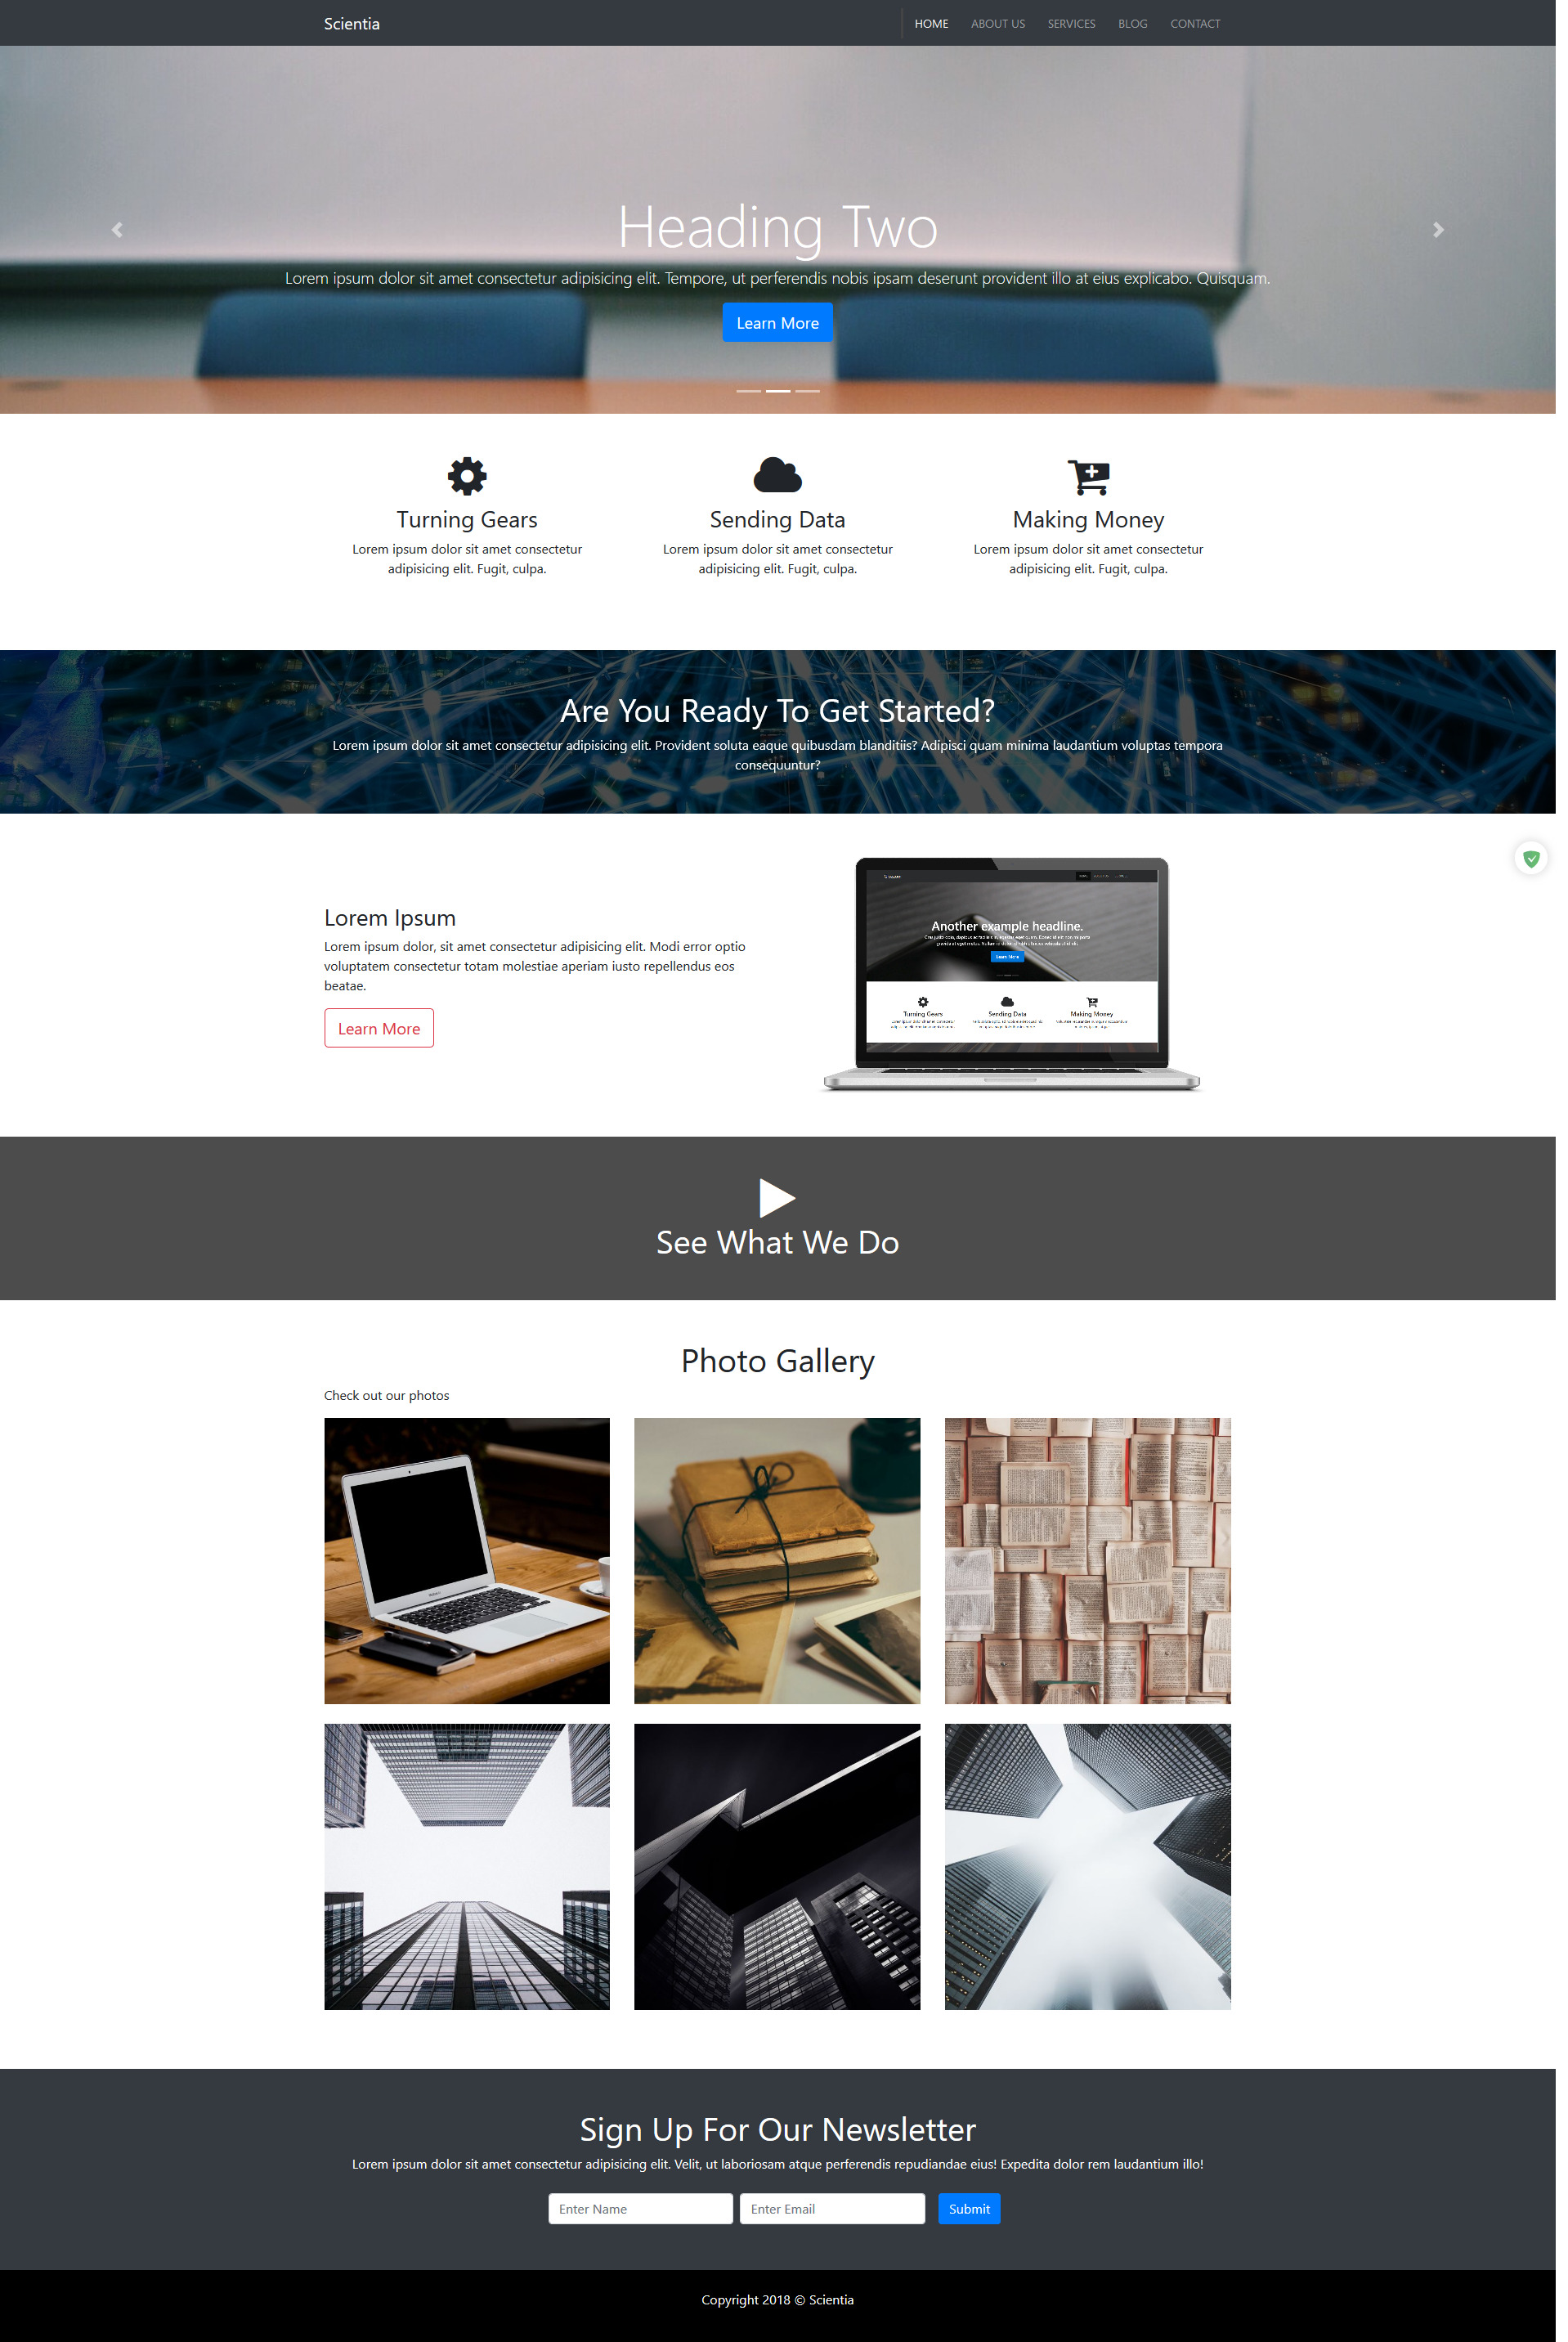 Scientia
HOME ABOUT US SERVICES BLOG CONTACT
Heading Two
Lorem ipsum dolor sit amet consectetur adipisicing elit. Tempore, ut perferendis nobis ipsam deserunt provident illo at eius explicabo. Quisquam.
Learn More
Turning Gears
Lorem ipsum dolor sit amet consectetur
adipisicing elit. Fugit, culpa.
Sending Data
Lorem ipsum dolor sit amet consectetur
adipisicing elit. Fugit, culpa.
Making Money
Lorem ipsum dolor sit amet consectetur
adipisicing elit. Fugit, culpa.
Are You Ready To Get Started?
Lorem ipsum dolor sit amet consectetur adipisicing elit. Provident soluta eaque quibusdam blanditiis? Adipisci quam minima laudantium voluptas tempora
consequuntur?
Lorem Ipsum
Lorem ipsum dolor, sit amet consectetur adipisicing elit. Modi error optio
voluptatem consectetur totam molestiae aperiam iusto repellendus eos
beatae.
Learn More
Another example headline.
Learn More
Turning Gears
Sending Data
Making Money
See What We Do
Photo Gallery
Check out our photos
Sign Up For Our Newsletter
Lorem ipsum dolor sit amet consectetur adipisicing elit. Velit, ut laboriosam atque perferendis repudiandae eius! Expedita dolor rem laudantium illo!
Enter Name
Enter Email
Submit
Copyright 2018 © Scientia